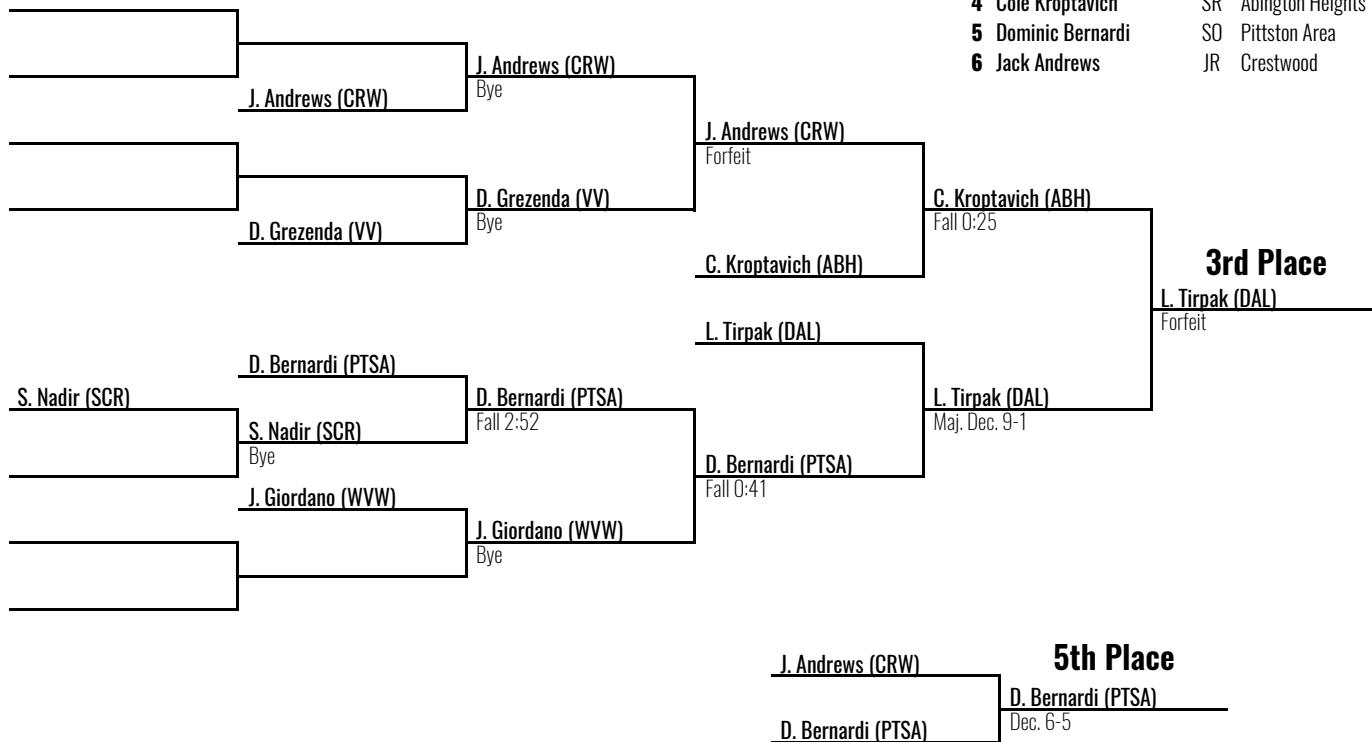 4 Cole Kroptavich SR Abington Heights
5 Dominic Bernardi SO Pittston Area
6 Jack Andrews JR Crestwood
J. Andrews (CRW)
Bye
J. Andrews (CRW)
J. Andrews (CRW)
Forfeit
D. Grezenda (VV)
Bye
C. Kroptavich (ABH)
Fall 0:25
D. Grezenda (VV)
C. Kroptavich (ABH)
3rd Place
L. Tirpak (DAL)
Forfeit
L. Tirpak (DAL)
D. Bernardi (PTSA)
S. Nadir (SCR)
D. Bernardi (PTSA)
Fall 2:52
L. Tirpak (DAL)
Maj. Dec. 9-1
S. Nadir (SCR)
Bye
D. Bernardi (PTSA)
Fall 0:41
J. Giordano (WVW)
J. Giordano (WVW)
Bye
5th Place
J. Andrews (CRW)
D. Bernardi (PTSA)
Dec. 6-5
D. Bernardi (PTSA)